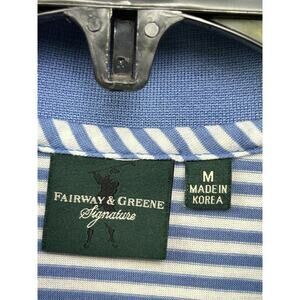 FAIRWAY & GREENE
Signature
M
MADE IN
KOREA